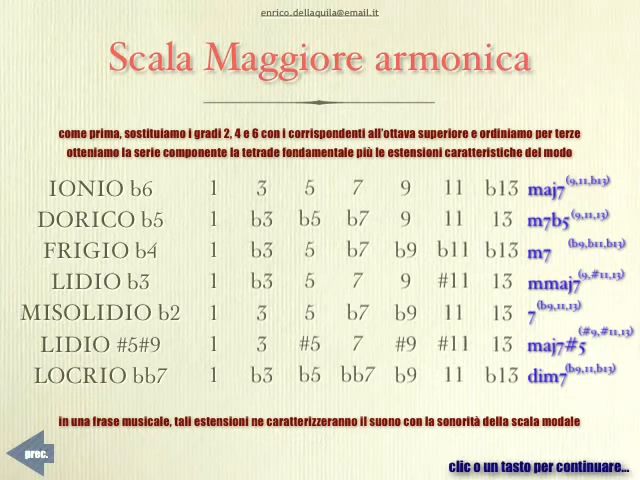 enrico.dellaquila@email.it
Scala Maggiore armonica
come prima, sostituiamo i gradi 2, 4 e 6 con i corrispondenti all'ottava superiore e ordiniamo per terze
otteniamo la serie componente la tetrade fondamentale più le estensioni caratteristiche del modo
IONIO b6 1 3 5 7 9 11 b13 maj7(9,11,b13)
DORICO b5 1 b3 b5 b7 9 11 13 m7b5(9,11,13)
FRIGIO b4 1 b3 5 b7 b9 b11 b13 m7 (b9,b11,b13)
LIDIO b3 1 b3 5 7 9 #11 13 mmaj7(9,#11,13)
MISOLIDIO b2 1 3 5 b7 b9 11 13 7(b9,11,13)
LIDIO #5#9 1 3 #5 7 #9 #11 13 maj7#5(#9,#11,13)
LOCRIO bb7 1 b3 b5 bb7 b9 11 b13 dim7(b9,11,b13)
in una frase musicale, tali estensioni ne caratterizzeranno il suono con la sonorità della scala modale
prec.
clic o un tasto per continuare...